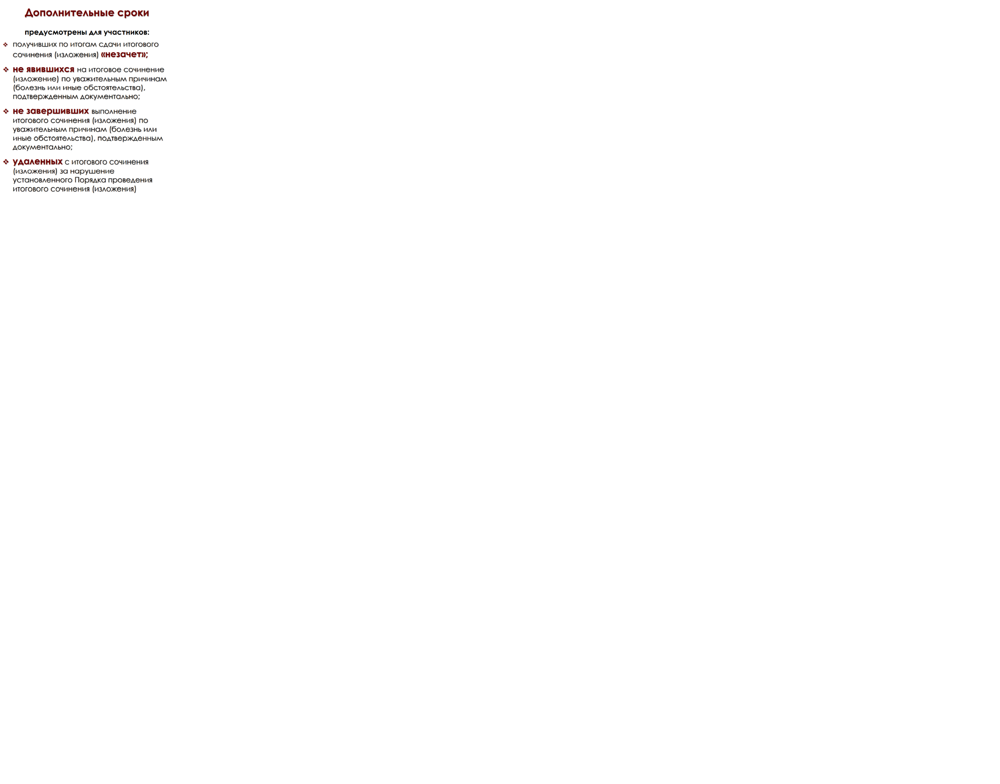 Дополнительные сроки
предусмотрены для участников:
❖ получивших по итогам сдачи итогового
сочинения (изложения) «незачет»;
❖ не явившихся на итоговое сочинение
(изложение) по уважительным причинам
(болезнь или иные обстоятельства),
подтвержденным документально;
❖ не завершивших выполнение
итогового сочинения (изложения) по
уважительным причинам (болезнь или
иные обстоятельства), подтвержденным
документально;
❖ удаленных с итогового сочинения
(изложения) за нарушение
установленного Порядка проведения
итогового сочинения (изложения)